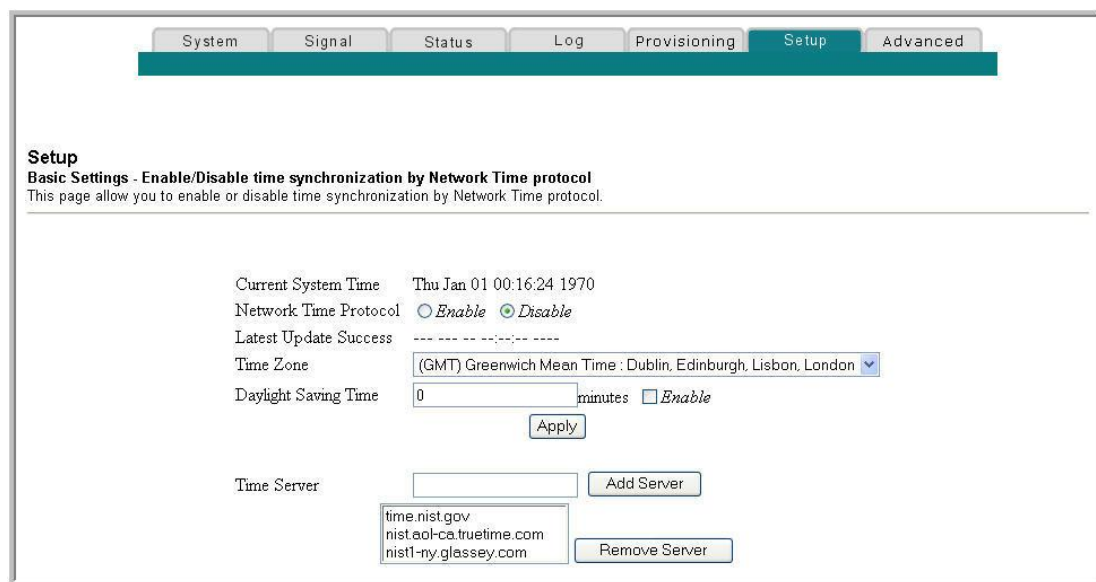 System Signal Status Log Provisioning Setup Advanced
Setup
Basic Settings - Enable/Disable time synchronization by Network Time protocol
This page allow you to enable or disable time synchronization by Network Time protocol.
Current System Time Thu Jan 01 00:16:24 1970
Network Time Protocol Enable Disable
Latest Update Success --- --- -- --:--:-- ----
Time Zone (GMT) Greenwich Mean Time : Dublin, Edinburgh, Lisbon, London
Daylight Saving Time 0 minutes Enable
Apply
Time Server Add Server
time.nist.gov
nist.aol-ca.truetime.com
nist1-ny.glassey.com Remove Server